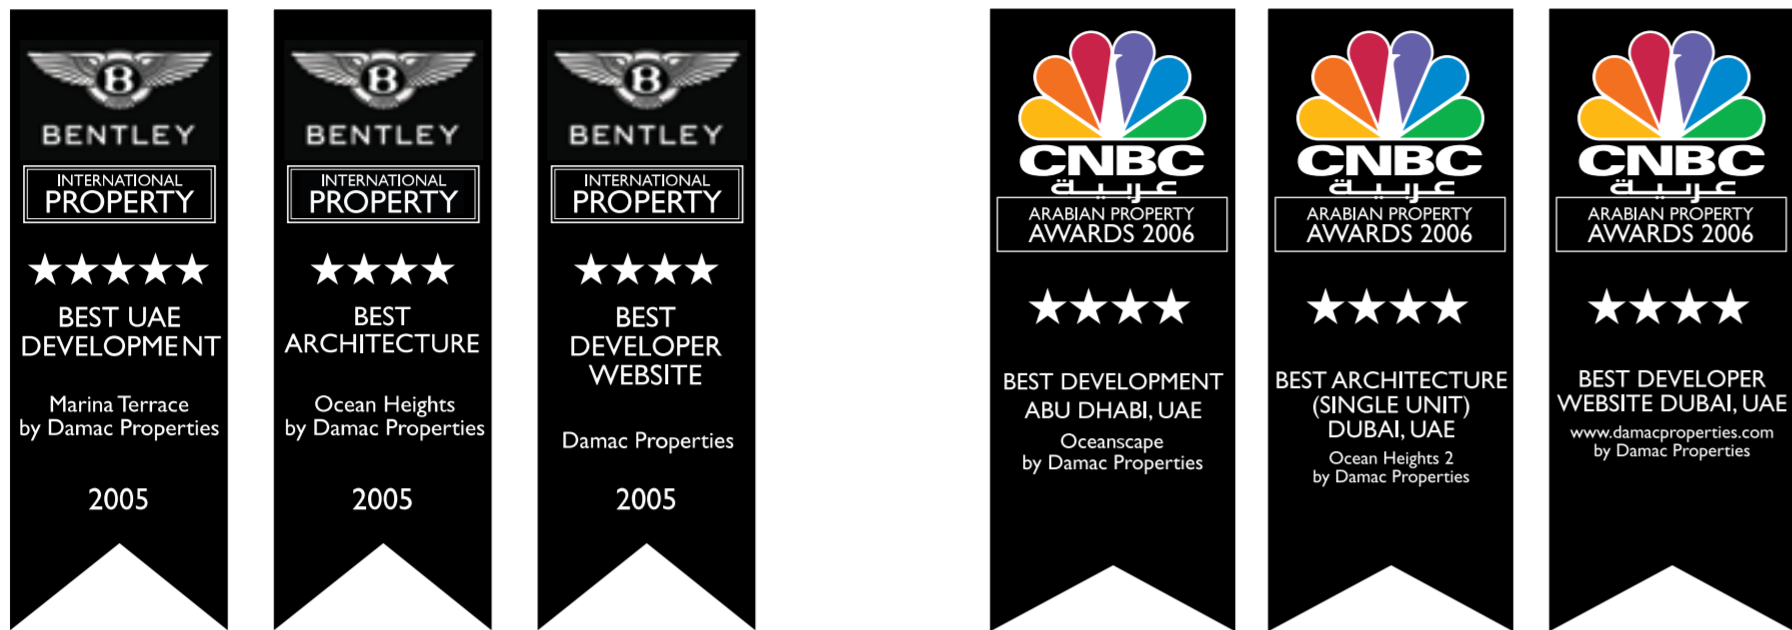 BENTLEY
INTERNATIONAL
PROPERTY
BEST UAE
DEVELOPMENT
Marina Terrace
by Damac Properties
2005
BENTLEY
INTERNATIONAL
PROPERTY
BEST
ARCHITECTURE
Ocean Heights
by Damac Properties
2005
BENTLEY
INTERNATIONAL
PROPERTY
BEST
DEVELOPER
WEBSITE
Damac Properties
2005
CNBC
عربية
ARABIAN PROPERTY
AWARDS 2006
BEST DEVELOPMENT
ABU DHABI, UAE
Oceanscape
by Damac Properties
CNBC
عربية
ARABIAN PROPERTY
AWARDS 2006
BEST ARCHITECTURE
(SINGLE UNIT)
DUBAI, UAE
Ocean Heights 2
by Damac Properties
CNBC
عربية
ARABIAN PROPERTY
AWARDS 2006
BEST DEVELOPER
WEBSITE DUBAI, UAE
www.damacproperties.com
by Damac Properties